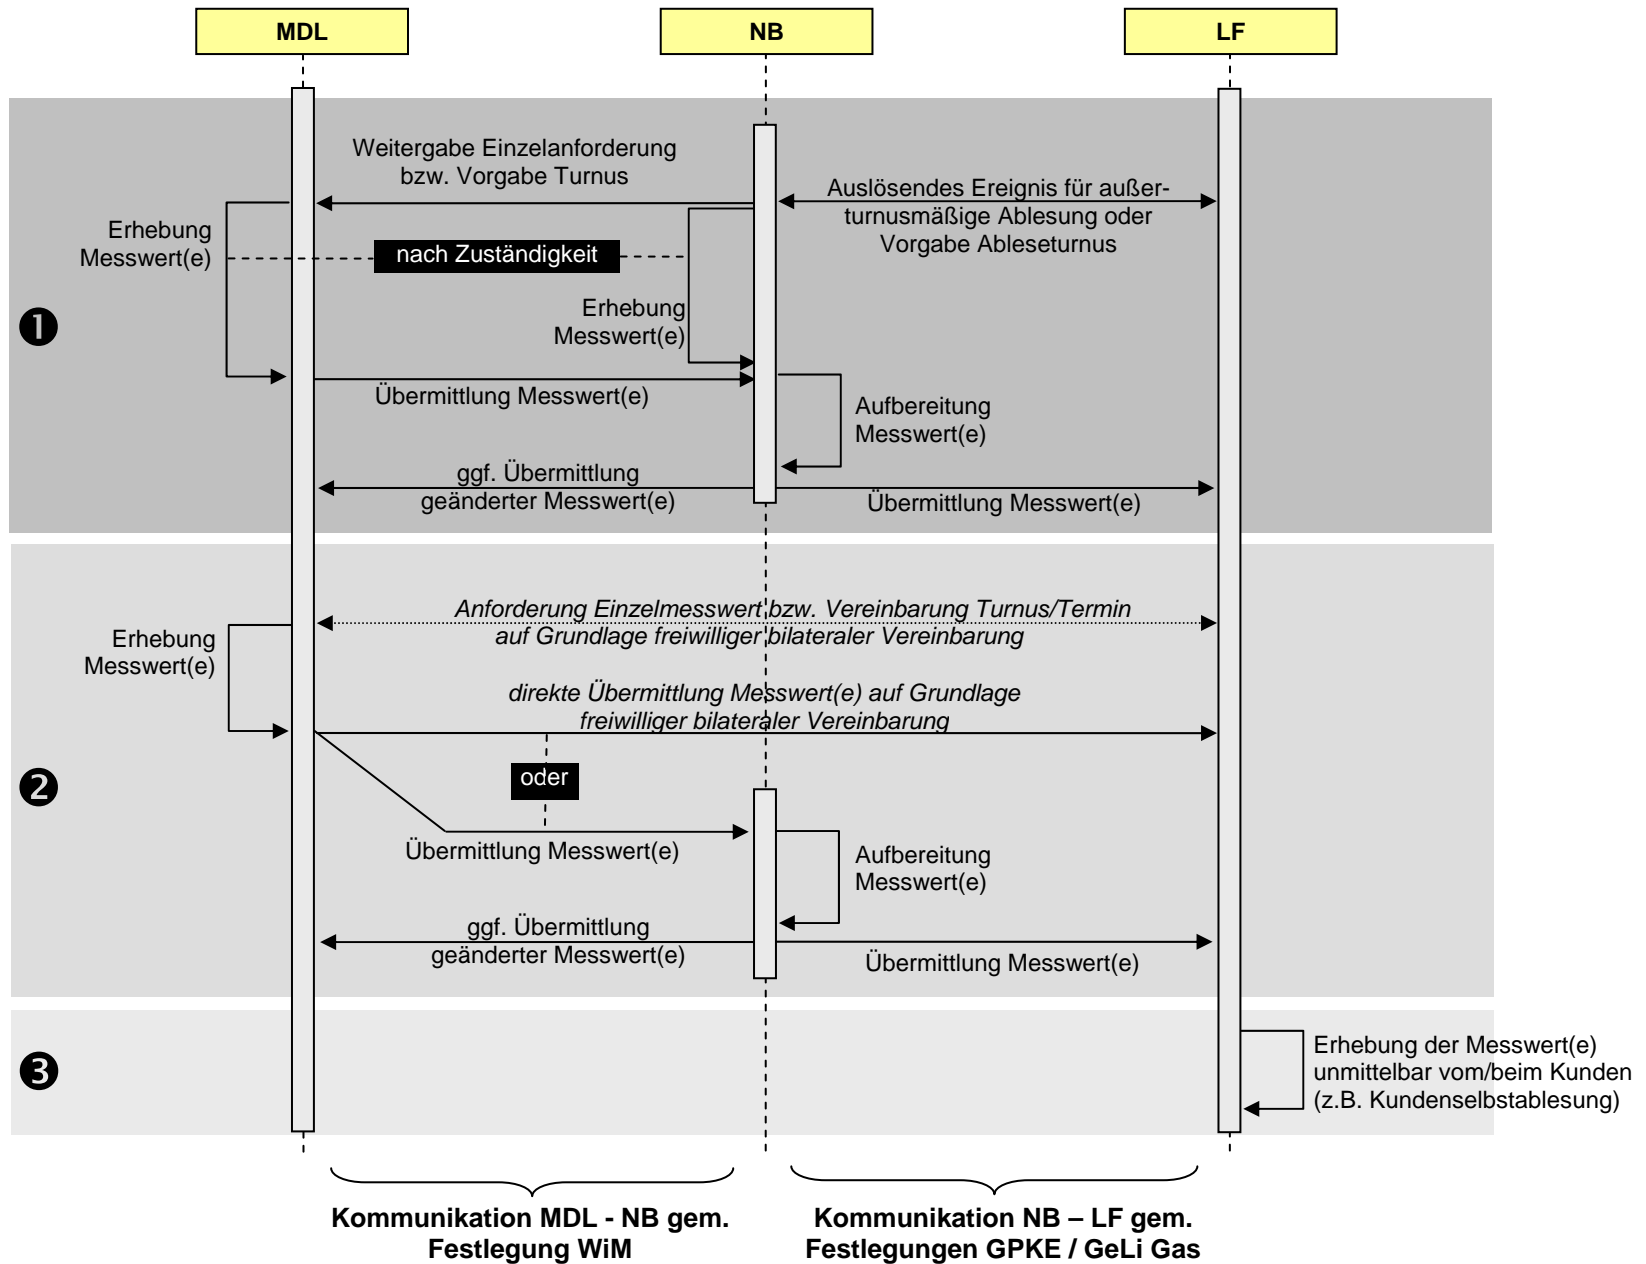 MDL
NB
LF
Weitergabe Einzelanforderung
bzw. Vorgabe Turnus
Auslösendes Ereignis für außer-
turnusmäßige Ablesung oder
Vorgabe Ableseturnus
Erhebung
Messwert(e)
nach Zuständigkeit
Erhebung
Messwert(e)
❶
Übermittlung Messwert(e)
Aufbereitung
Messwert(e)
ggf. Übermittlung
geänderter Messwert(e)
Übermittlung Messwert(e)
Anforderung Einzelmesswert bzw. Vereinbarung Turnus/Termin
auf Grundlage freiwilliger bilateraler Vereinbarung
Erhebung
Messwert(e)
direkte Übermittlung Messwert(e) auf Grundlage
freiwilliger bilateraler Vereinbarung
❷
oder
Übermittlung Messwert(e)
Aufbereitung
Messwert(e)
ggf. Übermittlung
geänderter Messwert(e)
Übermittlung Messwert(e)
❸
Erhebung der Messwert(e)
unmittelbar vom/beim Kunden
(z.B. Kundenselbstablesung)
Kommunikation MDL - NB gem.
Festlegung WiM
Kommunikation NB – LF gem.
Festlegungen GPKE / GeLi Gas